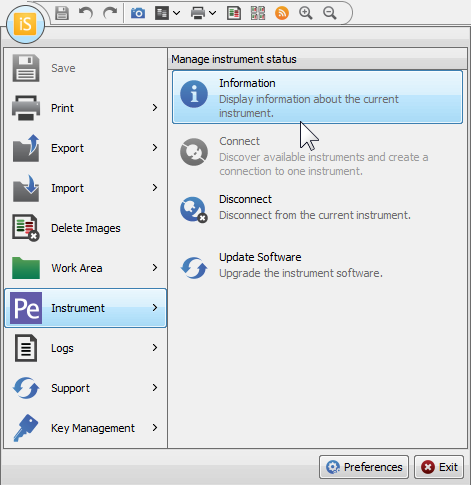 iS
Manage instrument status
Save
Print
Export
Import
Delete Images
Work Area
Pe Instrument
Logs
Support
Key Management
Information
Display information about the current
instrument.
Connect
Discover available instruments and create a
connection to one instrument.
Disconnect
Disconnect from the current instrument.
Update Software
Upgrade the instrument software.
Preferences
Exit